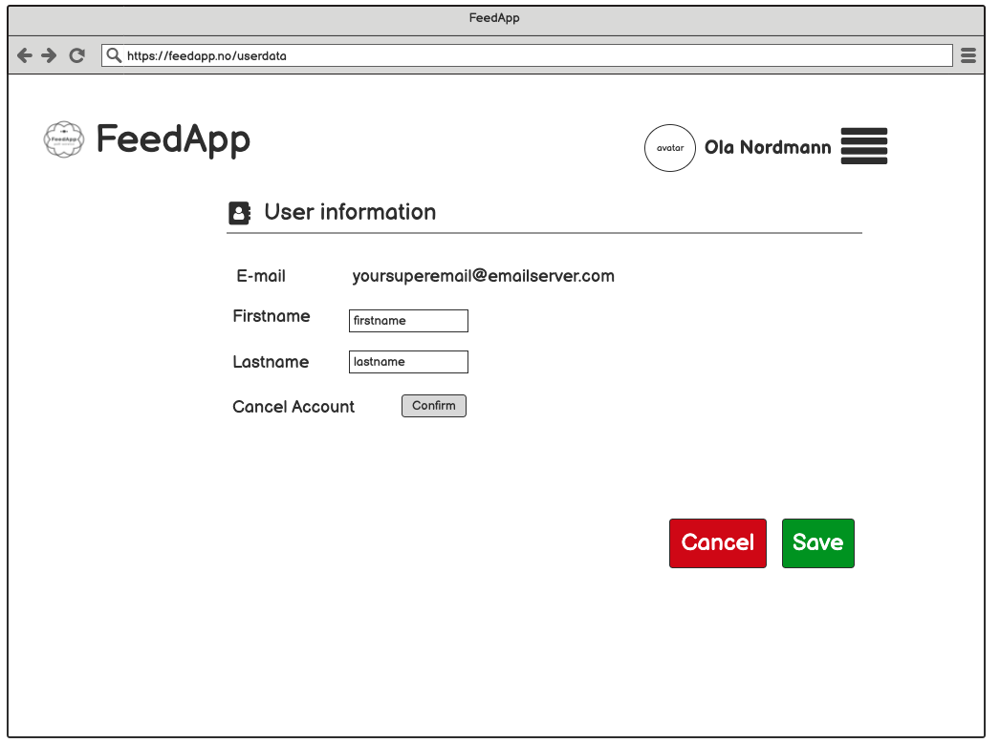 FeedApp
https://feedapp.no/userdata
FeedApp
FeedApp
avatar
Ola Nordmann
User information
E-mail yoursuperemail@emailserver.com
Firstname firstname
Lastname lastname
Cancel Account Confirm
Cancel Save